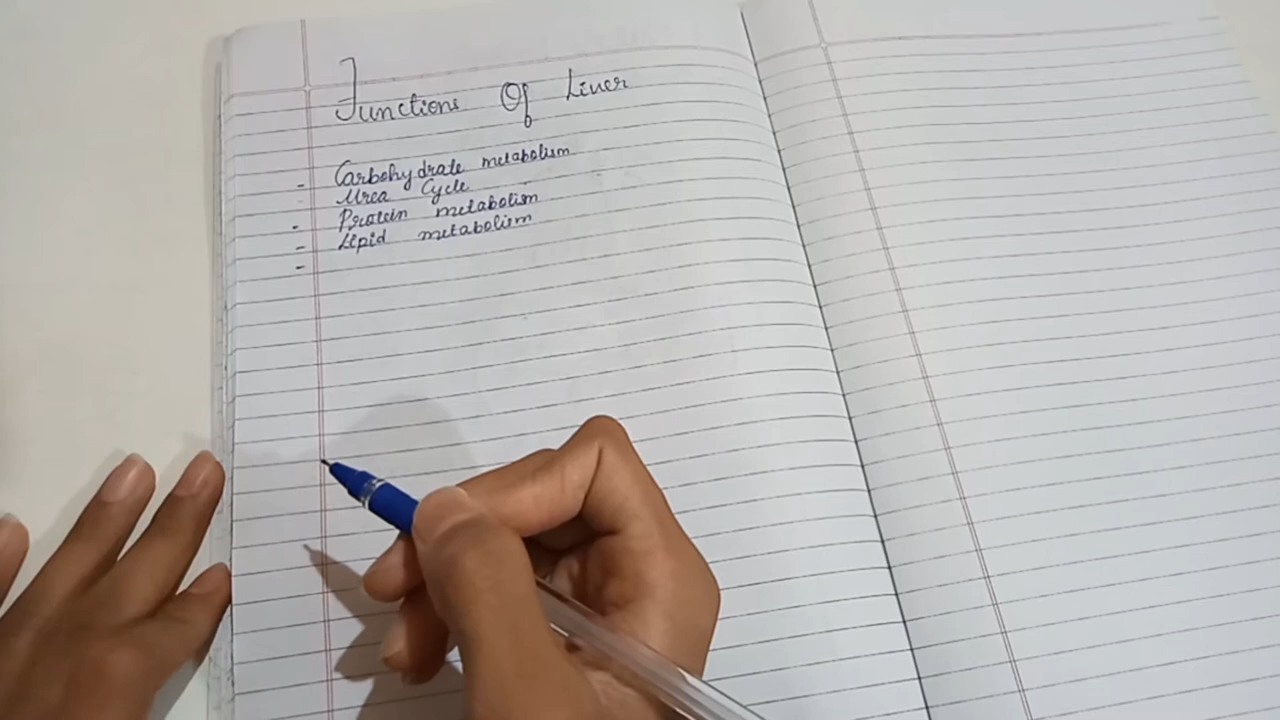 Functions Of Liver
- Carbohydrate metabolism
- Urea Cycle
- Protein metabolism
- Lipid metabolism
-